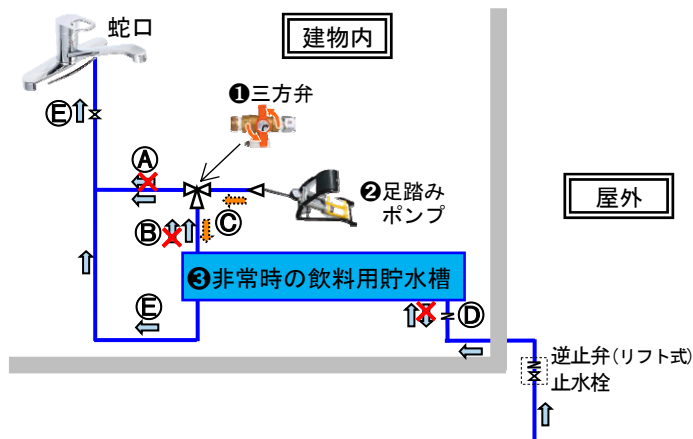 蛇口
建物内
❶三方弁
Ⓔ
Ⓐ
❷足踏み
ポンプ
屋外
Ⓑ
Ⓒ
❸非常時の飲料用貯水槽
Ⓔ
Ⓓ
逆止弁(リフト式)
止水栓